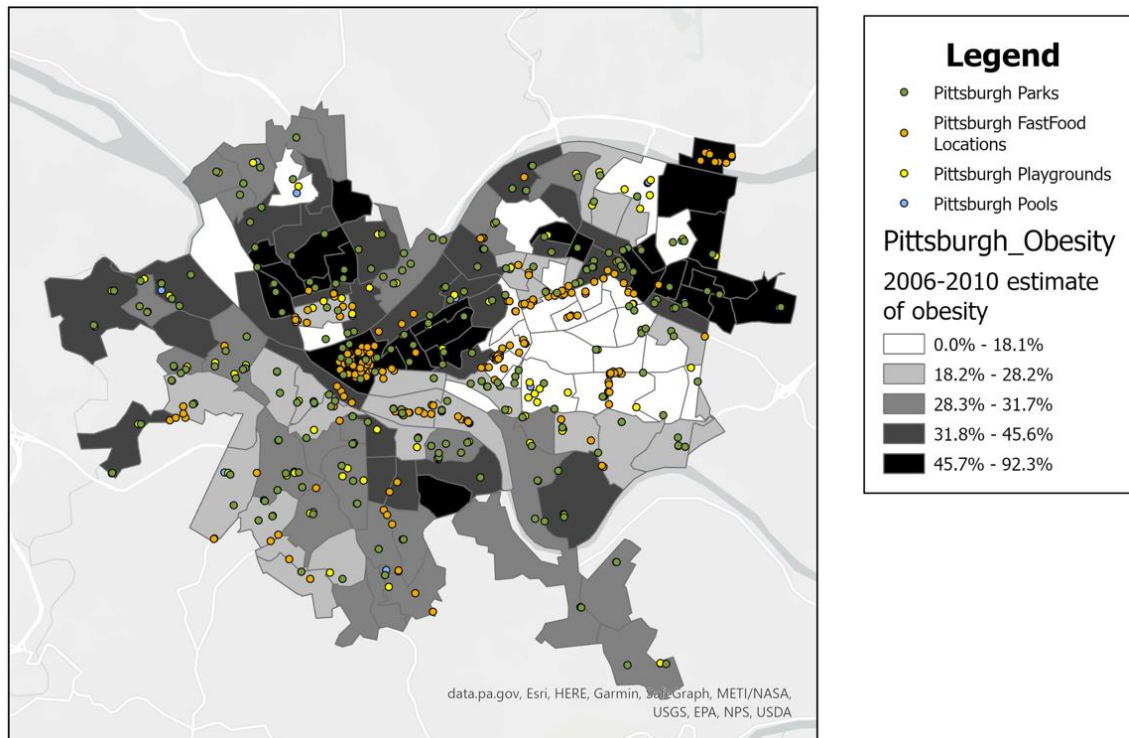 Legend
Pittsburgh Parks
Pittsburgh FastFood
Locations
Pittsburgh Playgrounds
Pittsburgh Pools
Pittsburgh_Obesity
2006-2010 estimate
of obesity
0.0% - 18.1%
18.2% - 28.2%
28.3% - 31.7%
31.8% - 45.6%
45.7% - 92.3%
data.pa.gov, Esri, HERE, Garmin, SafeGraph, METI/NASA,
USGS, EPA, NPS, USDA